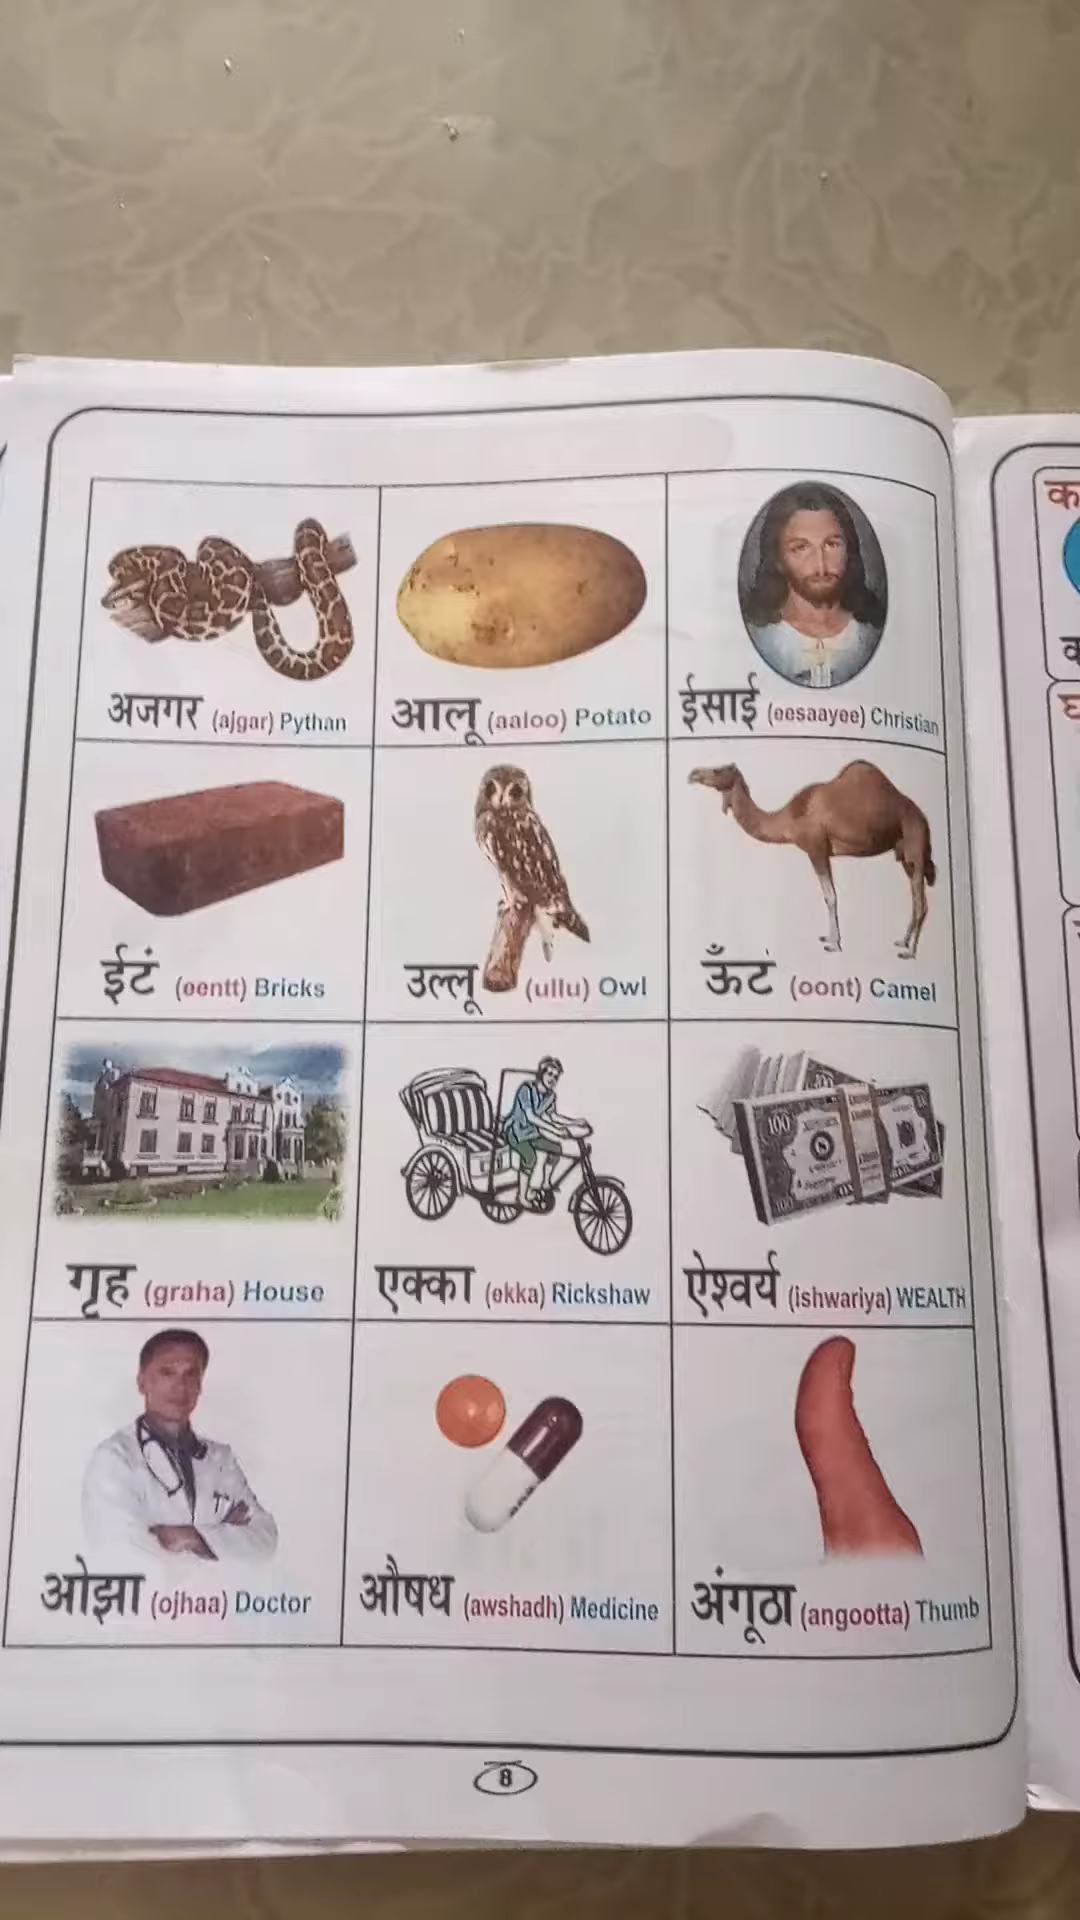 अजगर (ajgar) Pythan
आलू (aaloo) Potato
ईसाई (eesaayee) Christian
ईटं (eentt) Bricks
उल्लू (ullu) Owl
ऊँटं (oont) Camel
गृह (graha) House
एक्का (ekka) Rickshaw
ऐश्वर्य (ishwariya) WEALTH
ओझा (ojhaa) Doctor
औषध (awshadh) Medicine
अंगूठा (angootta) Thumb
8